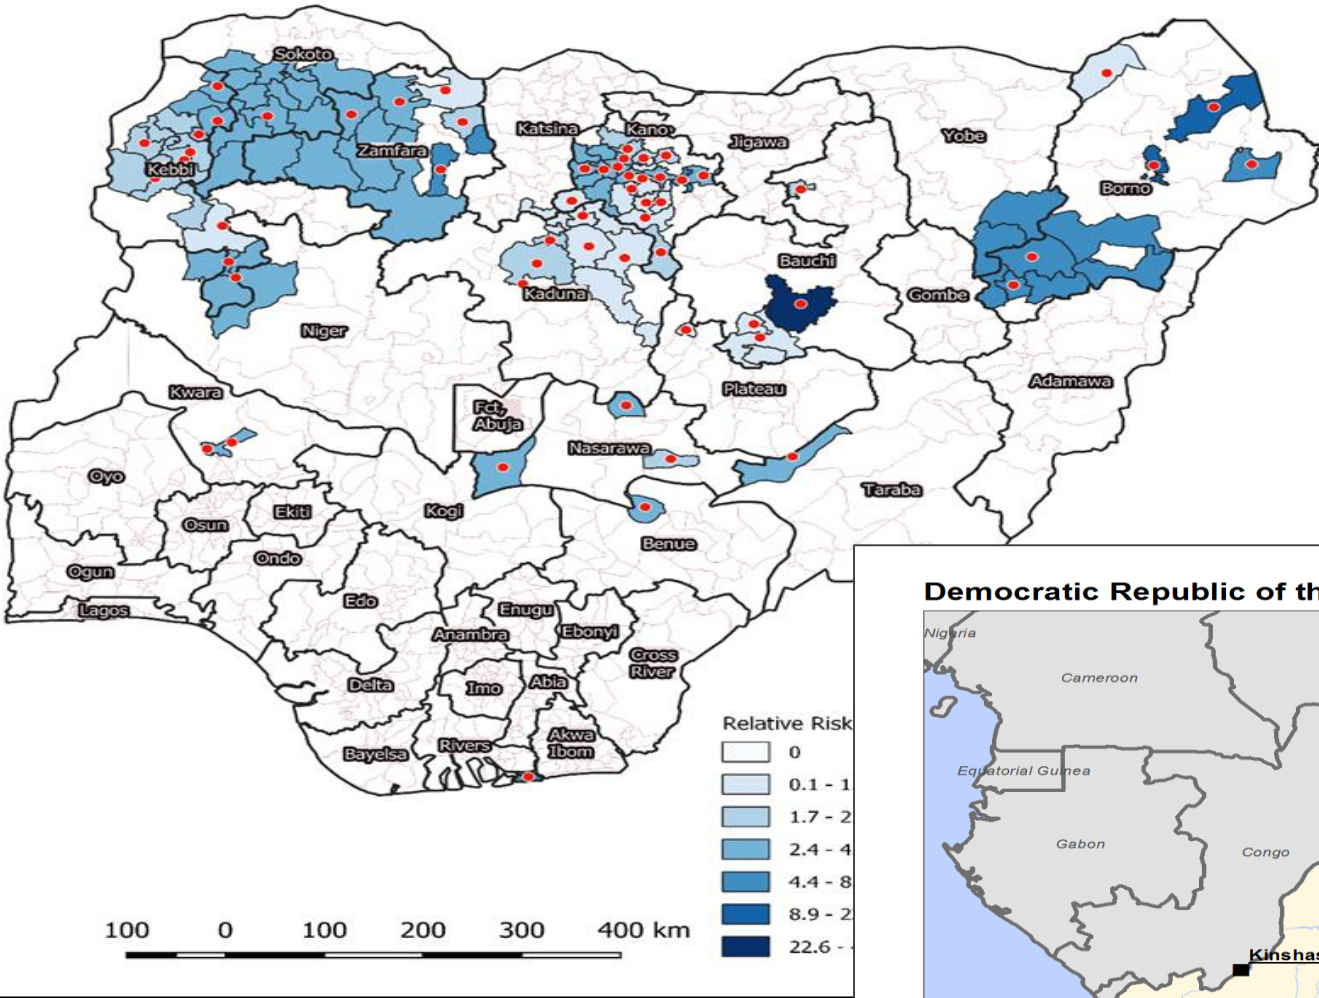 Sokoto
Katsina
Kano
Jigawa
Yobe
Zamfara
Kebbi
Borno
Bauchi
Kaduna
Gombe
Niger
Plateau
Adamawa
Kwara
Fct,
Abuja
Nasarawa
Oyo
Taraba
Osun
Ekiti
Kogi
Benue
Ondo
Ogun
Edo
Lagos
Enugu
Anambra
Ebonyi
Cross
River
Delta
Imo
Abia
Bayelsa
Rivers
Akwa
Ibom
Relative Risk
0
0.1 - 1
1.7 - 2
2.4 - 4
4.4 - 8
8.9 - 2
22.6 -
100 0 100 200 300 400 km
Democratic Republic of th
Nigeria
Cameroon
Equatorial Guinea
Gabon
Congo
Kinshas